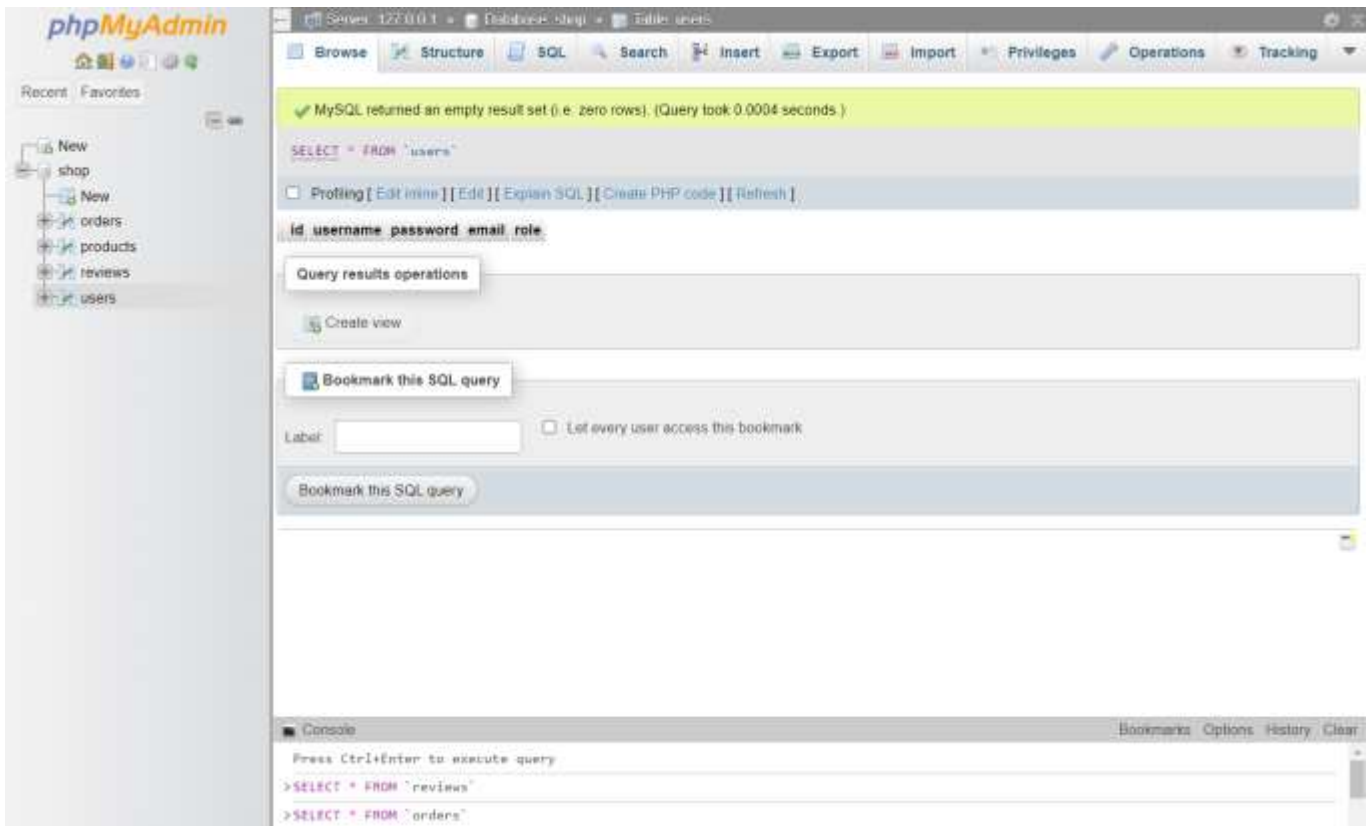 phpMyAdmin
Recent Favorites
New
shop
New
orders
products
reviews
users
Server: 127.0.0.1 » Database: shop » Table: users
Browse Structure SQL Search Insert Export Import Privileges Operations Tracking
MySQL returned an empty result set (i.e. zero rows). (Query took 0.0004 seconds.)
SELECT * FROM `users`
Profiling [ Edit inline ] [ Edit ] [ Explain SQL ] [ Create PHP code ] [ Refresh ]
id username password email role
Query results operations
Create view
Bookmark this SQL query
Label: Let every user access this bookmark
Bookmark this SQL query
Console Bookmarks Options History Clear
Press Ctrl+Enter to execute query
>SELECT * FROM `reviews`
>SELECT * FROM `orders`